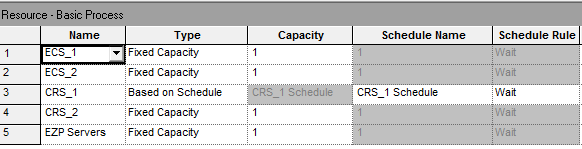 Resource - Basic Process
Name Type Capacity Schedule Name Schedule Rule
1 ECS_1 Fixed Capacity 1 1 Wait
2 ECS_2 Fixed Capacity 1 1 Wait
3 CRS_1 Based on Schedule CRS_1 Schedule CRS_1 Schedule Wait
4 CRS_2 Fixed Capacity 1 1 Wait
5 EZP Servers Fixed Capacity 1 1 Wait